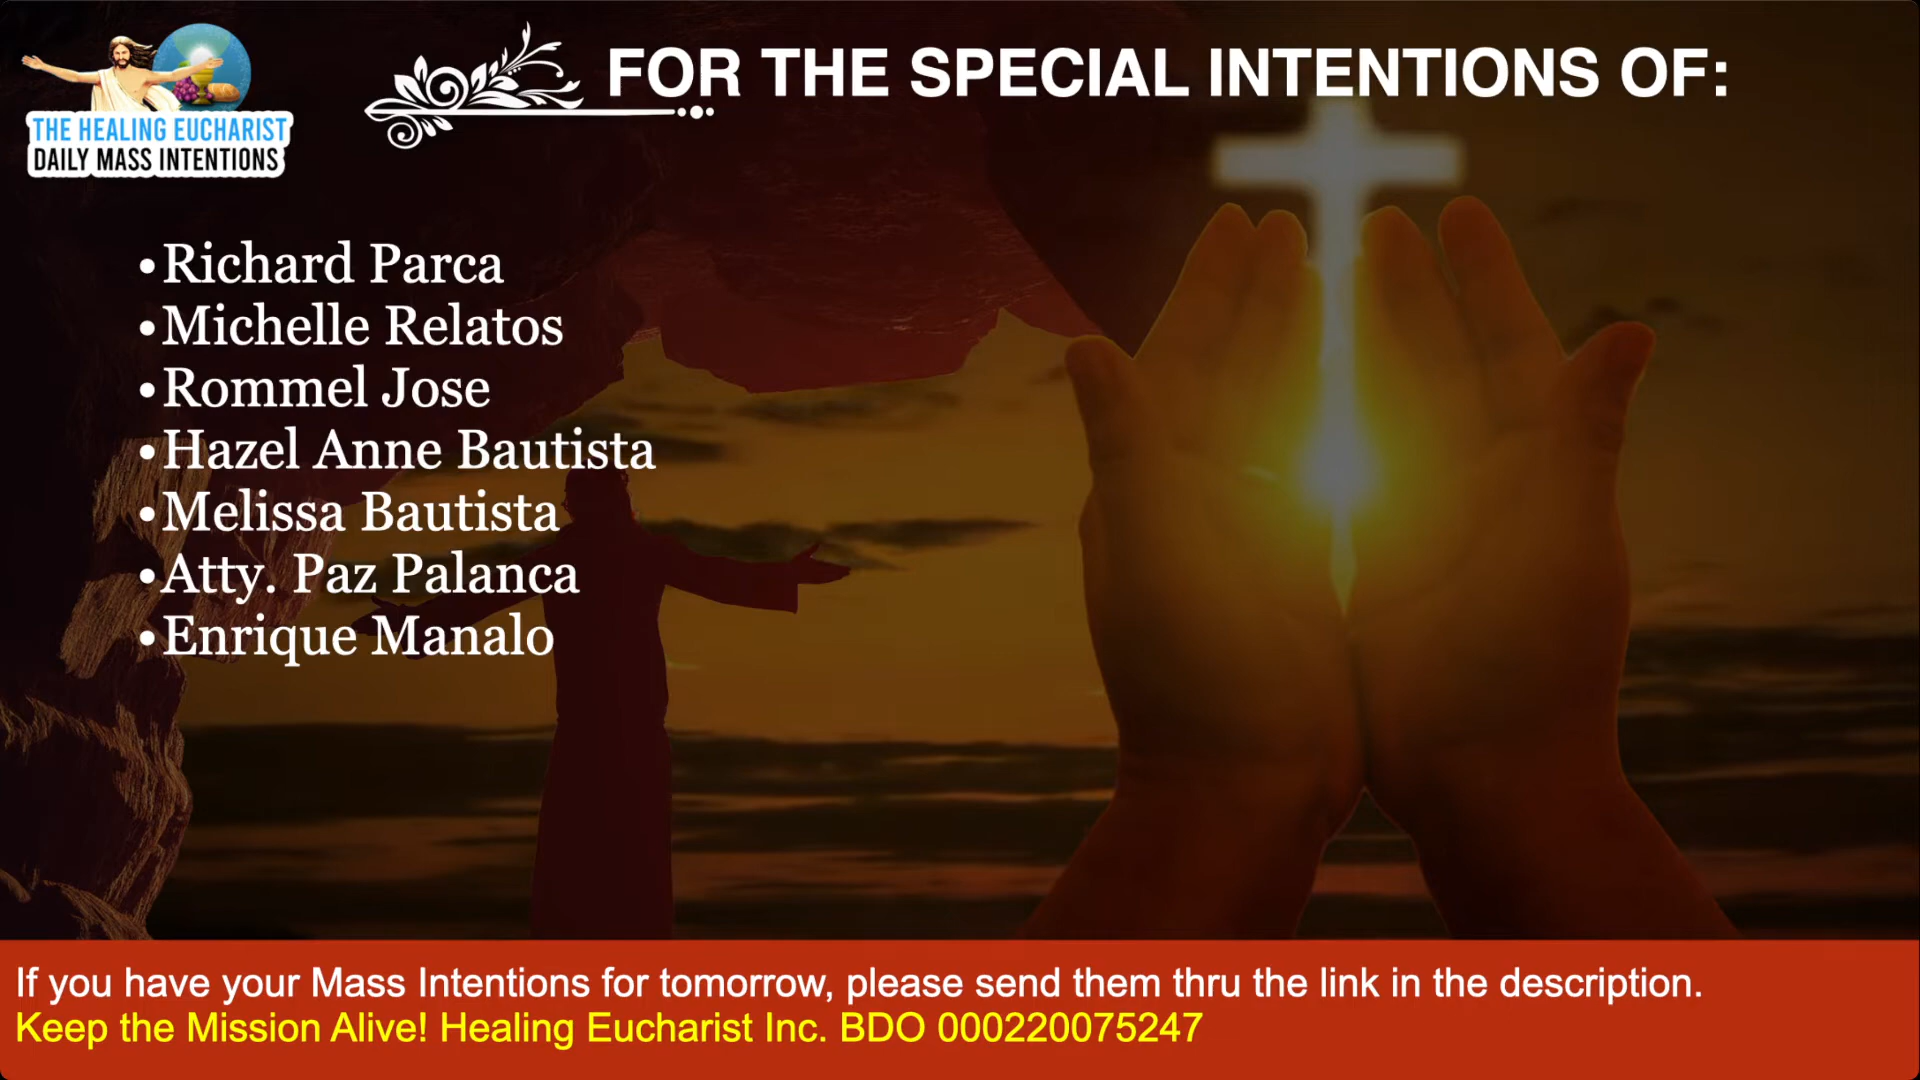 THE HEALING EUCHARIST
DAILY MASS INTENTIONS
FOR THE SPECIAL INTENTIONS OF:
•Richard Parca
•Michelle Relatos
•Rommel Jose
•Hazel Anne Bautista
•Melissa Bautista
•Atty. Paz Palanca
•Enrique Manalo
If you have your Mass Intentions for tomorrow, please send them thru the link in the description.
Keep the Mission Alive! Healing Eucharist Inc. BDO 000220075247